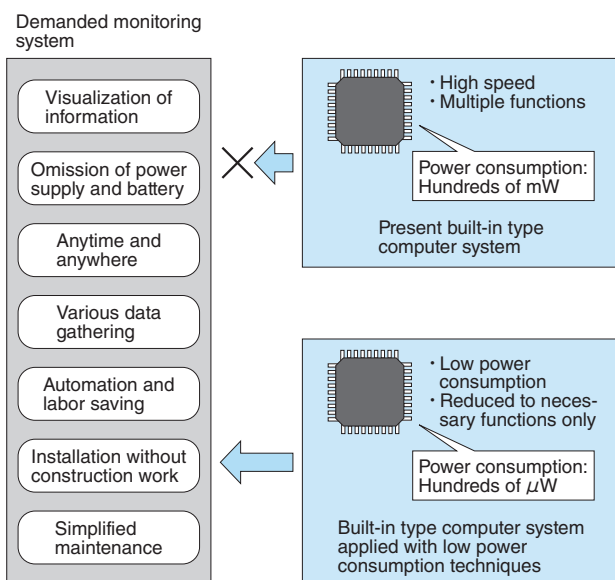 Demanded monitoring
system
Visualization of
information
Omission of power
supply and battery
Anytime and
anywhere
Various data
gathering
Automation and
labor saving
Installation without
construction work
Simplified
maintenance
・High speed
・Multiple functions
Power consumption:
Hundreds of mW
Present built-in type
computer system
・Low power
consumption
・Reduced to neces-
sary functions only
Power consumption:
Hundreds of μW
Built-in type computer system
applied with low power
consumption techniques